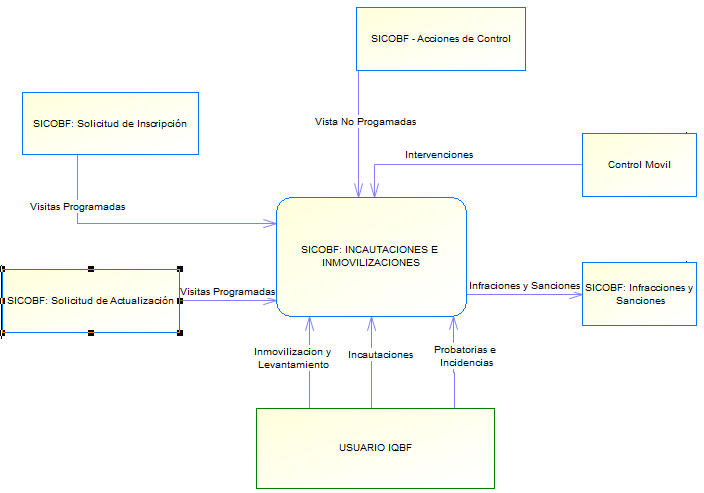 SICOBF - Acciones de Control
Vista No Progamadas
SICOBF: Solicitud de Inscripción
Intervenciones
Control Movil
Visitas Programadas
SICOBF: INCAUTACIONES E
INMOVILIZACIONES
SICOBF: Solicitud de Actualización
Visitas Programadas
Infraciones y Sanciones
SICOBF: Infracciones y
Sanciones
Inmovilizacion y
Levantamiento
Incautaciones
Probatorias e
Incidencias
USUARIO IQBF